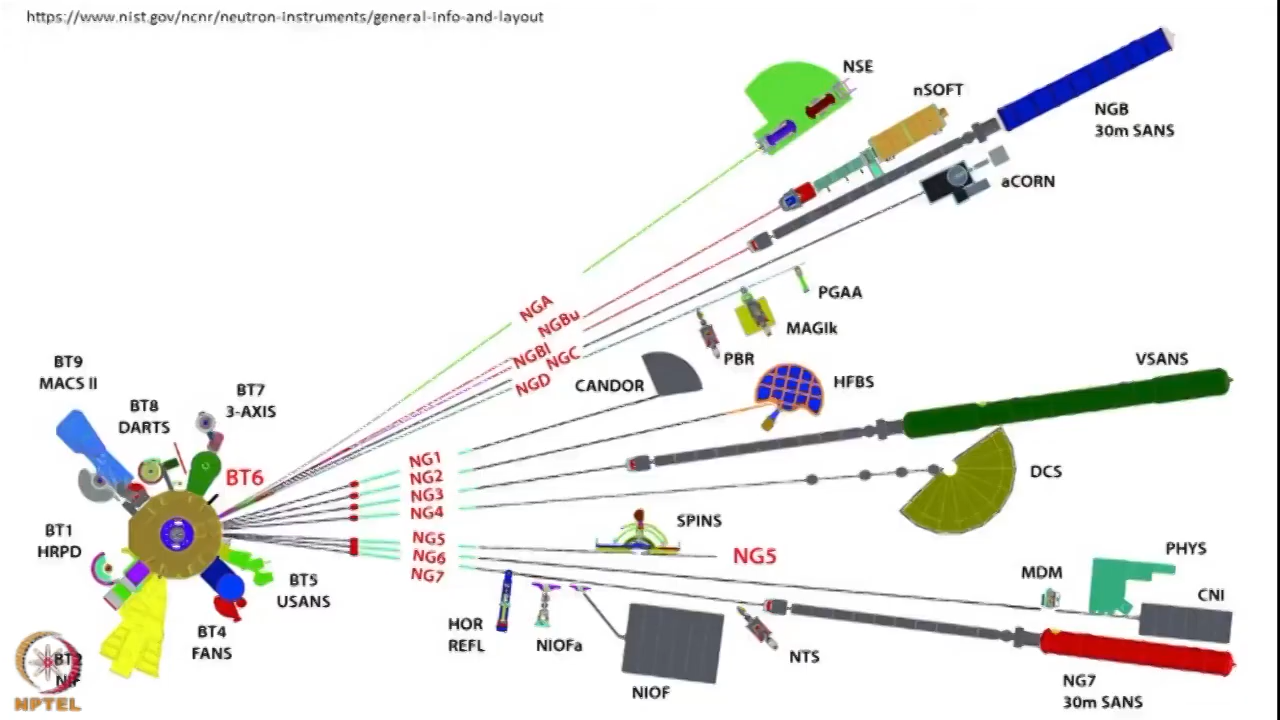 https://www.nist.gov/ncnr/neutron-instruments/general-info-and-layout
NSE
nSOFT
NGB
30m SANS
aCORN
NGA
NGBu
NGBl
NGC
NGD
PGAA
MAGIk
PBR
CANDOR
HFBS
VSANS
BT9
MACS II
BT8
DARTS
BT7
3-AXIS
BT6
NG1
NG2
NG3
NG4
DCS
BT1
HRPD
SPINS
NG5
NG5
NG6
NG7
BT5
USANS
BT4
FANS
HOR
REFL
NIOFa
NIOF
NTS
MDM
PHYS
CNI
NG7
30m SANS
BT2
NIF
NPTEL